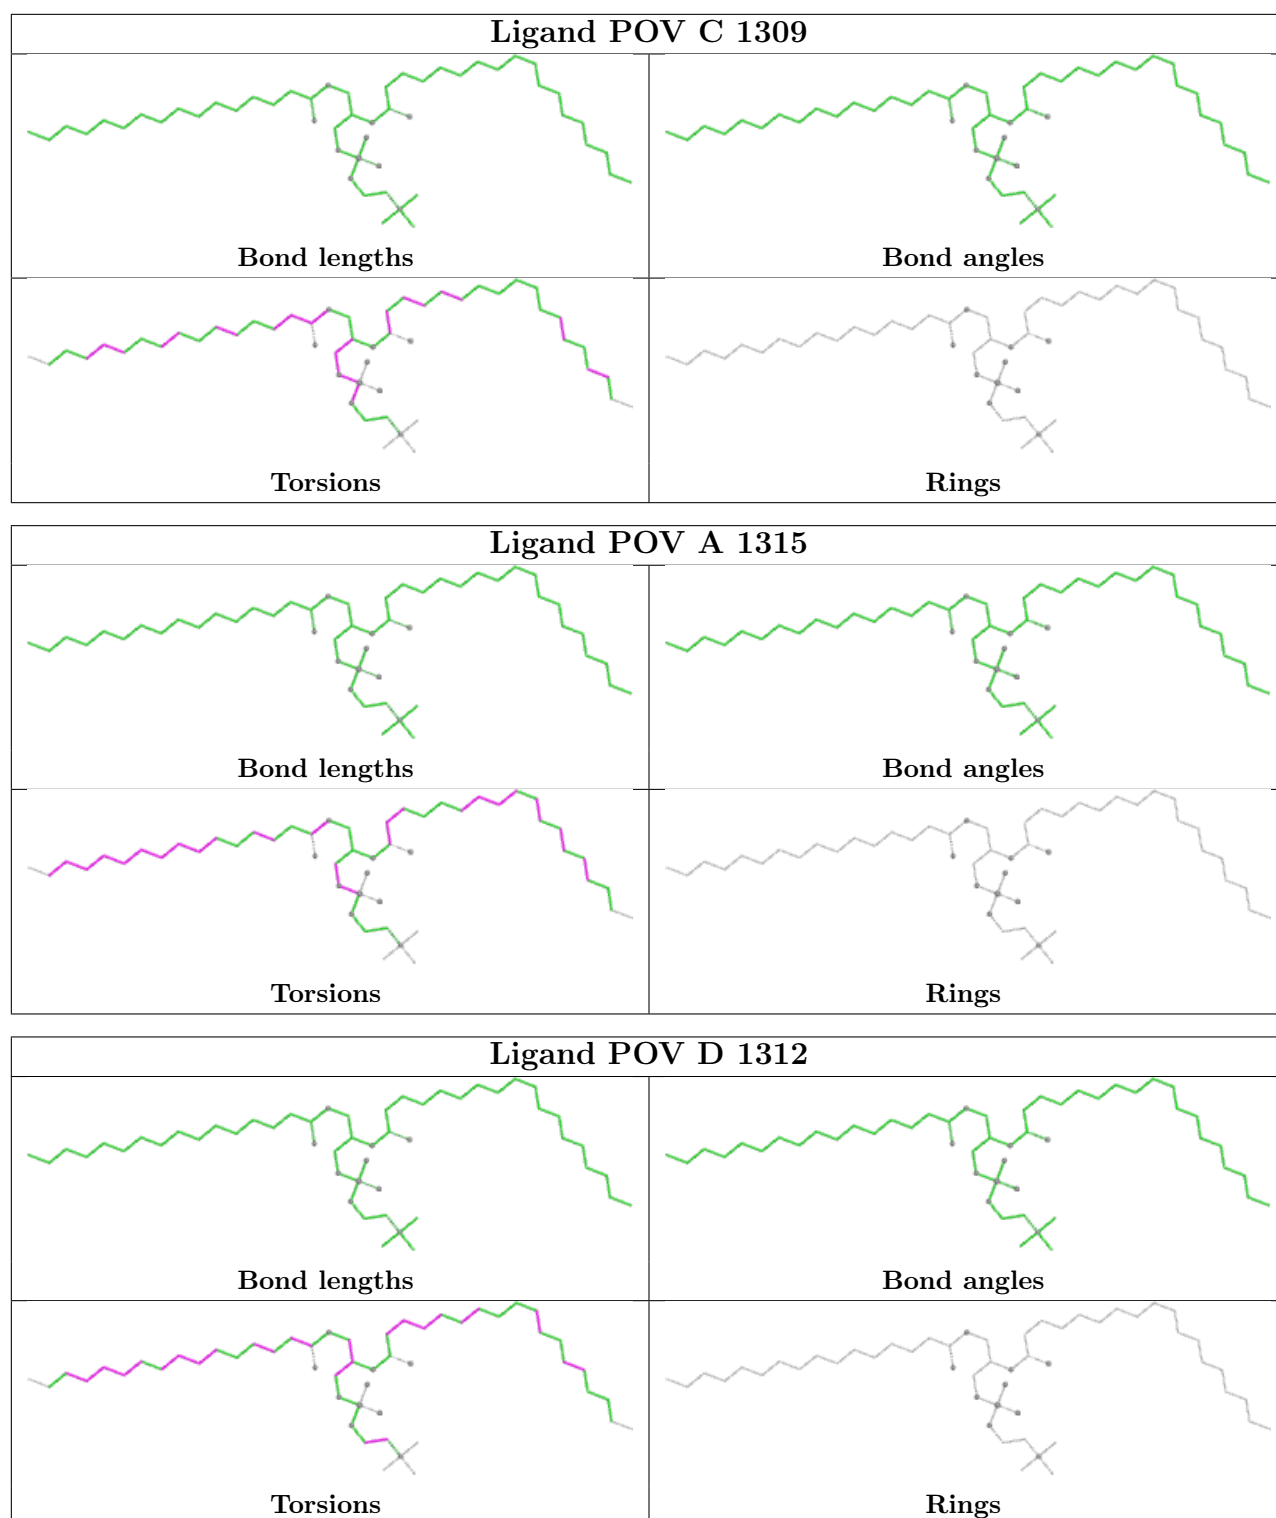 Ligand POV C 1309
Bond lengths
Bond angles
Torsions
Rings
Ligand POV A 1315
Bond lengths
Bond angles
Torsions
Rings
Ligand POV D 1312
Bond lengths
Bond angles
Torsions
Rings